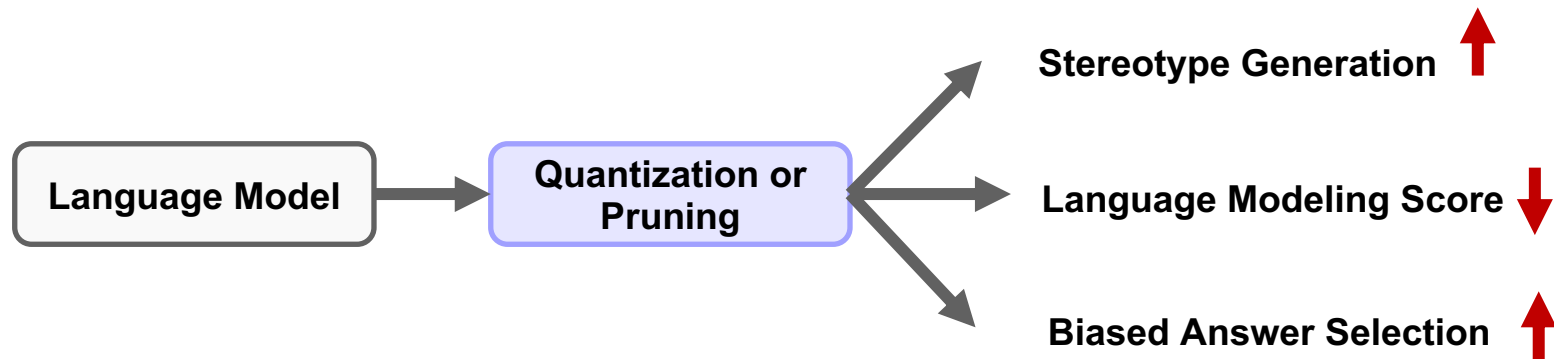 Stereotype Generation
Language Model
Quantization or
Pruning
Language Modeling Score
Biased Answer Selection